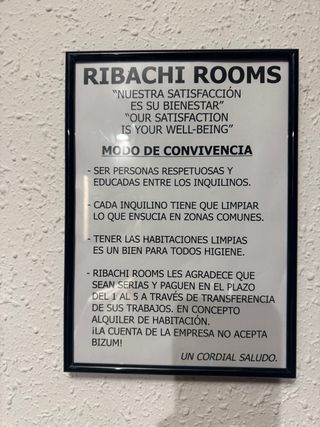 RIBACHI ROOMS
"NUESTRA SATISFACCIÓN
ES SU BIENESTAR"
"OUR SATISFACTION
IS YOUR WELL-BEING"
MODO DE CONVIVENCIA
- SER PERSONAS RESPETUOSAS Y
EDUCADAS ENTRE LOS INQUILINOS.
- CADA INQUILINO TIENE QUE LIMPIAR
LO QUE ENSUCIA EN ZONAS COMUNES.
- TENER LAS HABITACIONES LIMPIAS
ES UN BIEN PARA TODOS HIGIENE.
- RIBACHI ROOMS LES AGRADECE QUE
SEAN SERIAS Y PAGUEN EN EL PLAZO
DEL 1 AL 5 A TRAVÉS DE TRANSFERENCIA
DE SUS TRABAJOS. EN CONCEPTO
ALQUILER DE HABITACIÓN.
¡LA CUENTA DE LA EMPRESA NO ACEPTA
BIZUM!
UN CORDIAL SALUDO.